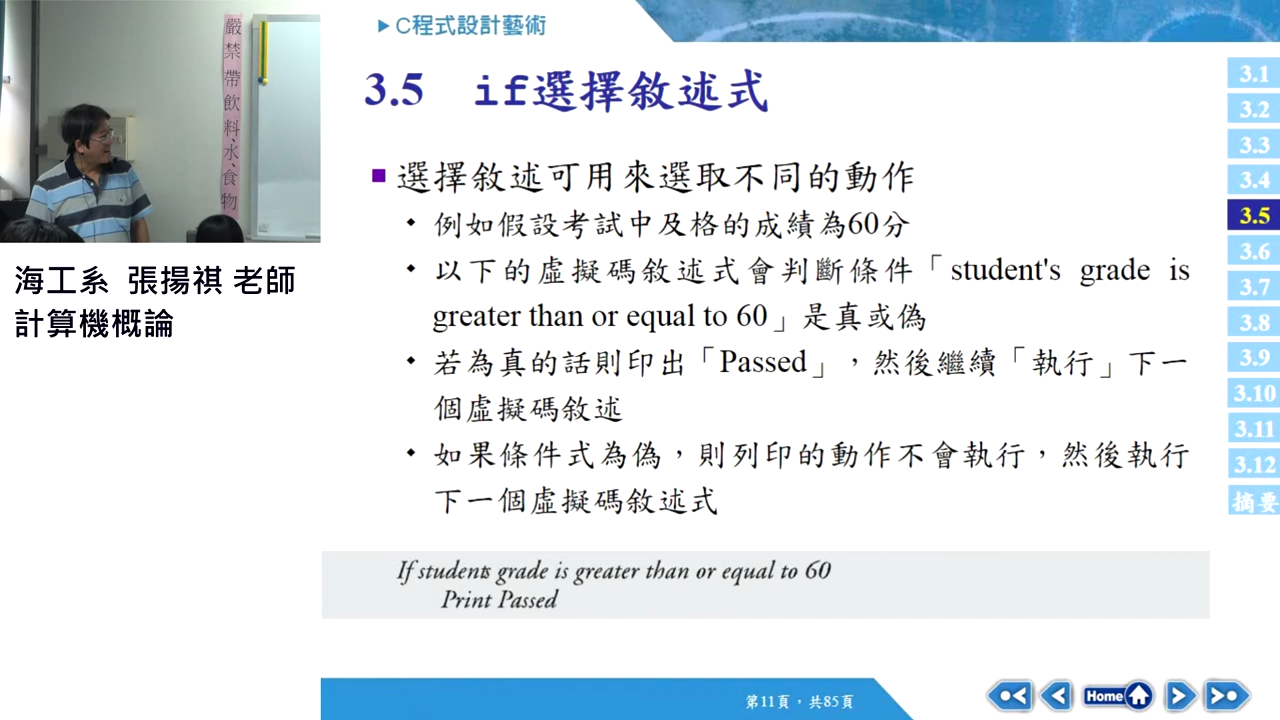 嚴禁帶飲料、水、食物
海工系 張揚祺 老師
計算機概論
C程式設計藝術
3.5 if選擇敘述式
選擇敘述可用來選取不同的動作
例如假設考試中及格的成績為60分
以下的虛擬碼敘述式會判斷條件「student's grade is
greater than or equal to 60」是真或偽
若為真的話則印出「Passed」，然後繼續「執行」下一
個虛擬碼敘述
如果條件式為偽，則列印的動作不會執行，然後執行
下一個虛擬碼敘述式
If students grade is greater than or equal to 60
Print Passed
3.1
3.2
3.3
3.4
3.5
3.6
3.7
3.8
3.9
3.10
3.11
3.12
摘要
第11頁，共85頁
Home